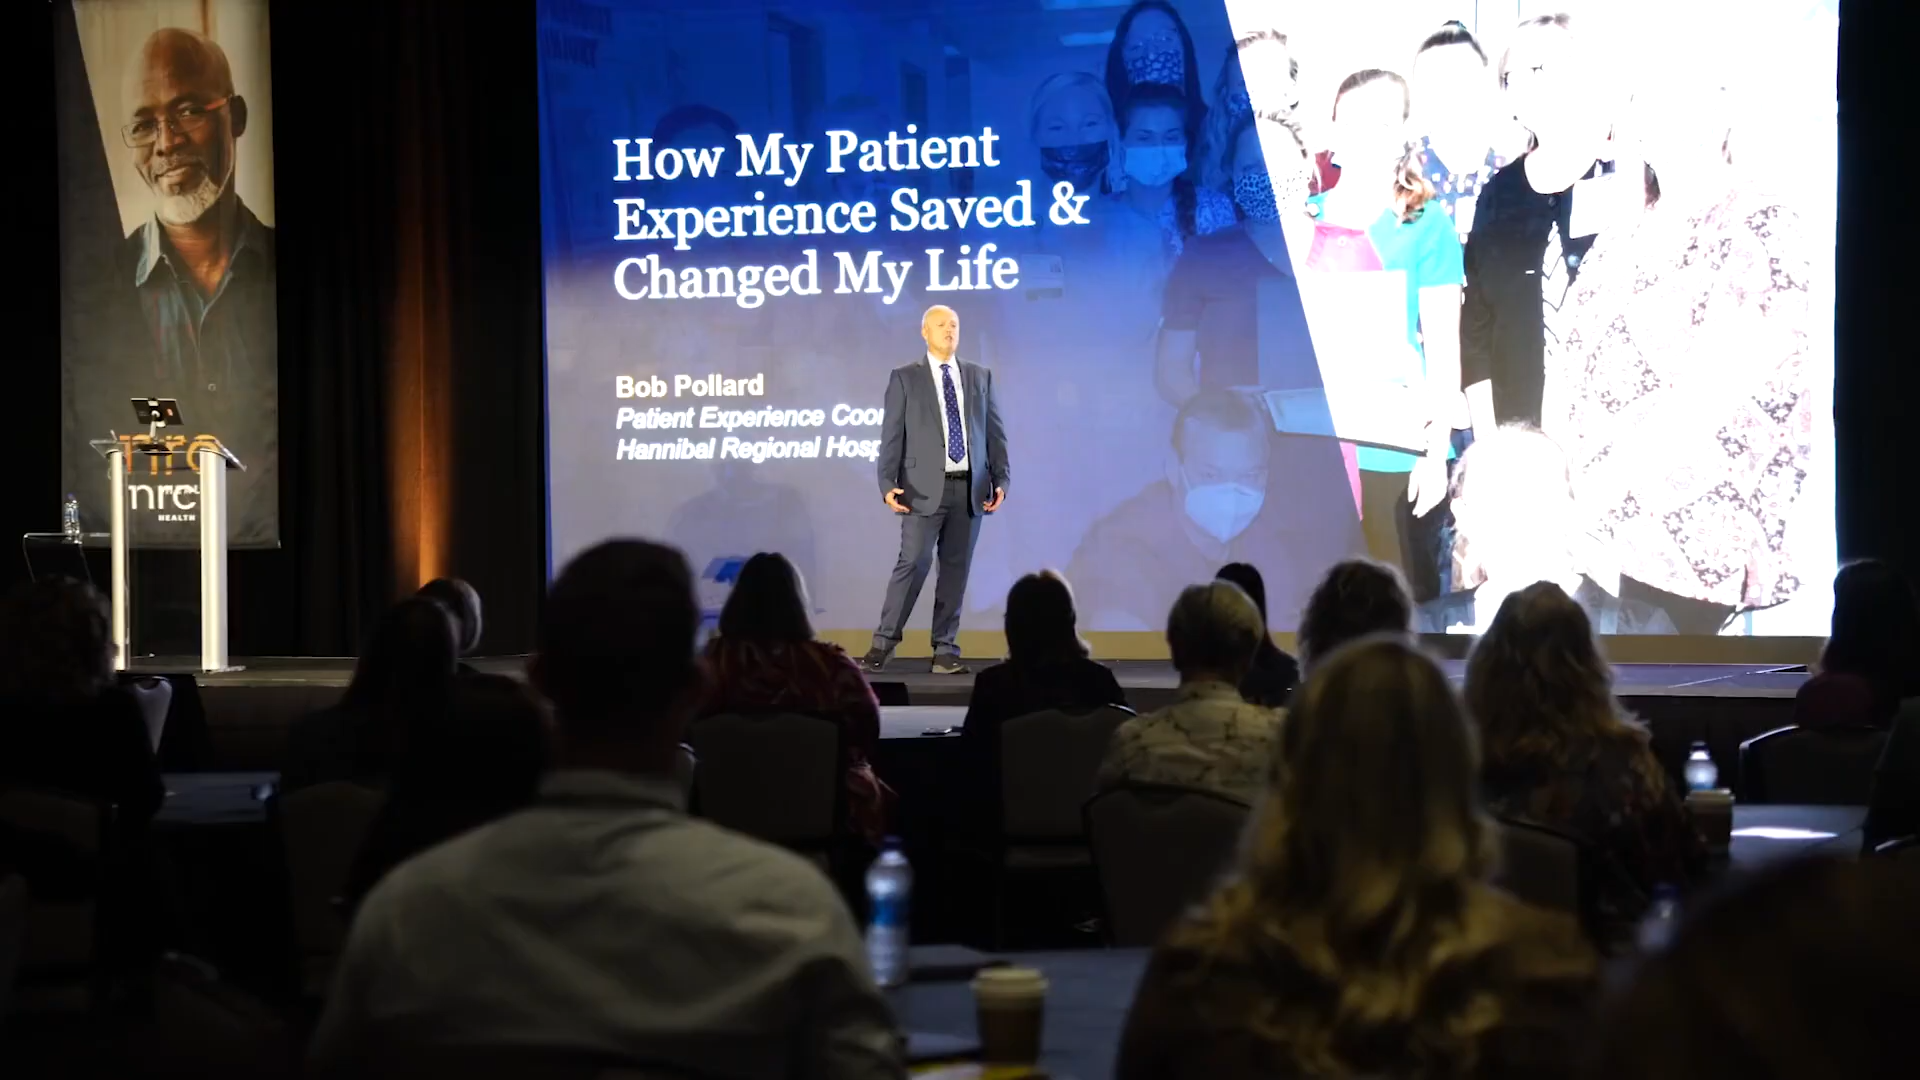 How My Patient
Experience Saved &
Changed My Life
Bob Pollard
Patient Experience Coor
Hannibal Regional Hosp
nrc
nrc
HEALTH